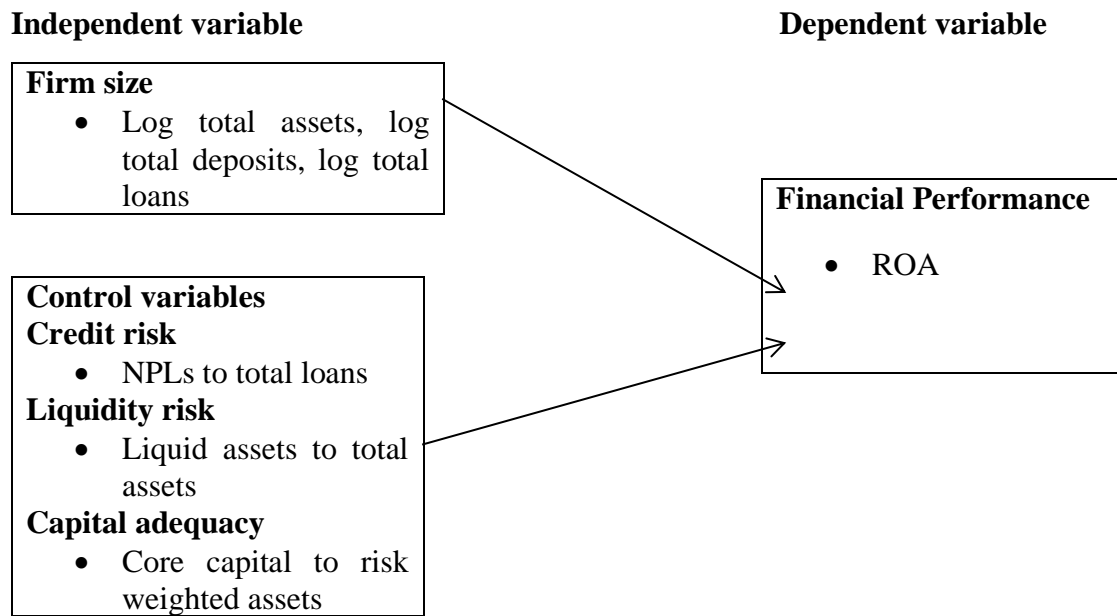 Independent variable
Dependent variable
Firm size
• Log total assets, log
total deposits, log total
loans
Financial Performance
• ROA
Control variables
Credit risk
• NPLs to total loans
Liquidity risk
• Liquid assets to total
assets
Capital adequacy
• Core capital to risk
weighted assets